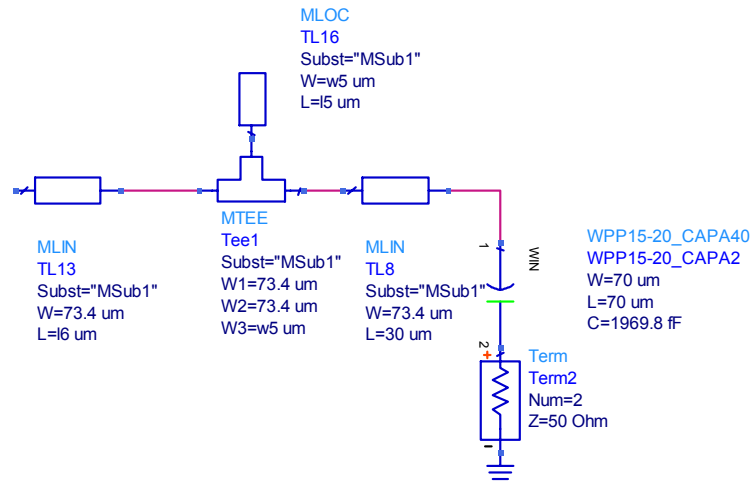 MLOC
TL16
Subst="MSub1"
W=w5 um
L=l5 um
MLIN
TL13
Subst="MSub1"
W=73.4 um
L=l6 um
MTEE
Tee1
Subst="MSub1"
W1=73.4 um
W2=73.4 um
W3=w5 um
MLIN
TL8
Subst="MSub1"
W=73.4 um
L=30 um
1
WIN
2
WPP15-20_CAPA40
WPP15-20_CAPA2
W=70 um
L=70 um
C=1969.8 fF
Term
Term2
Num=2
Z=50 Ohm